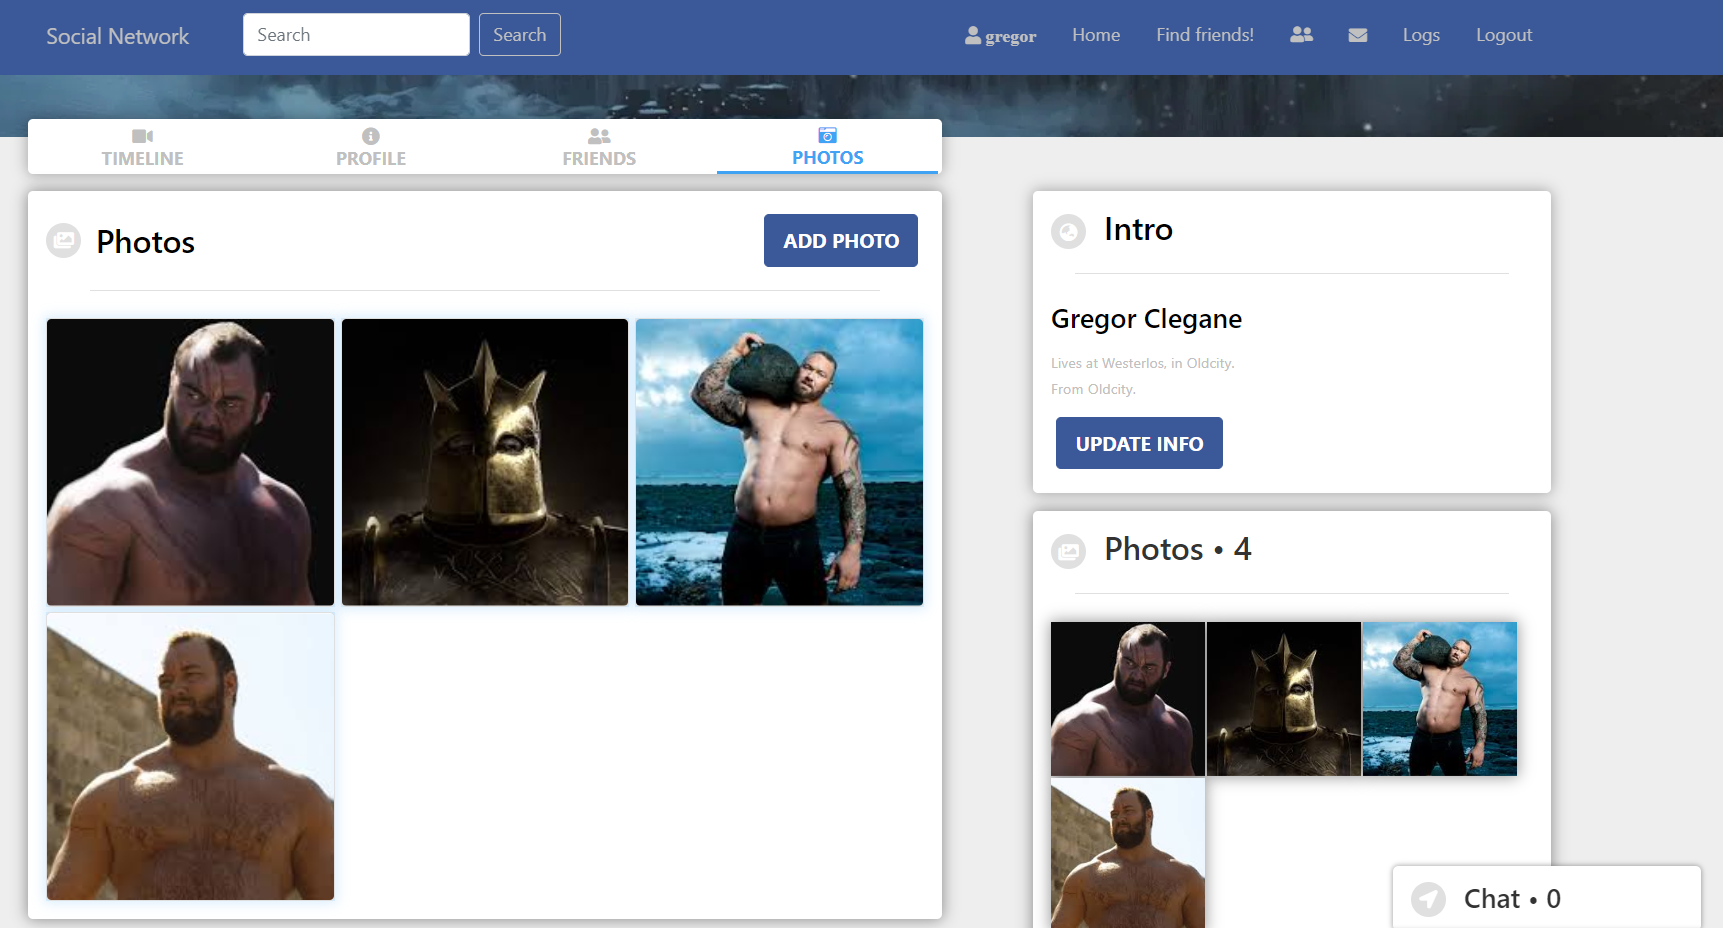 Social Network
Search
Search
gregor
Home
Find friends!
Logs
Logout
TIMELINE
PROFILE
FRIENDS
PHOTOS
Photos
ADD PHOTO
Intro
Gregor Clegane
Lives at Westerlos, in Oldcity.
From Oldcity.
UPDATE INFO
Photos • 4
Chat • 0